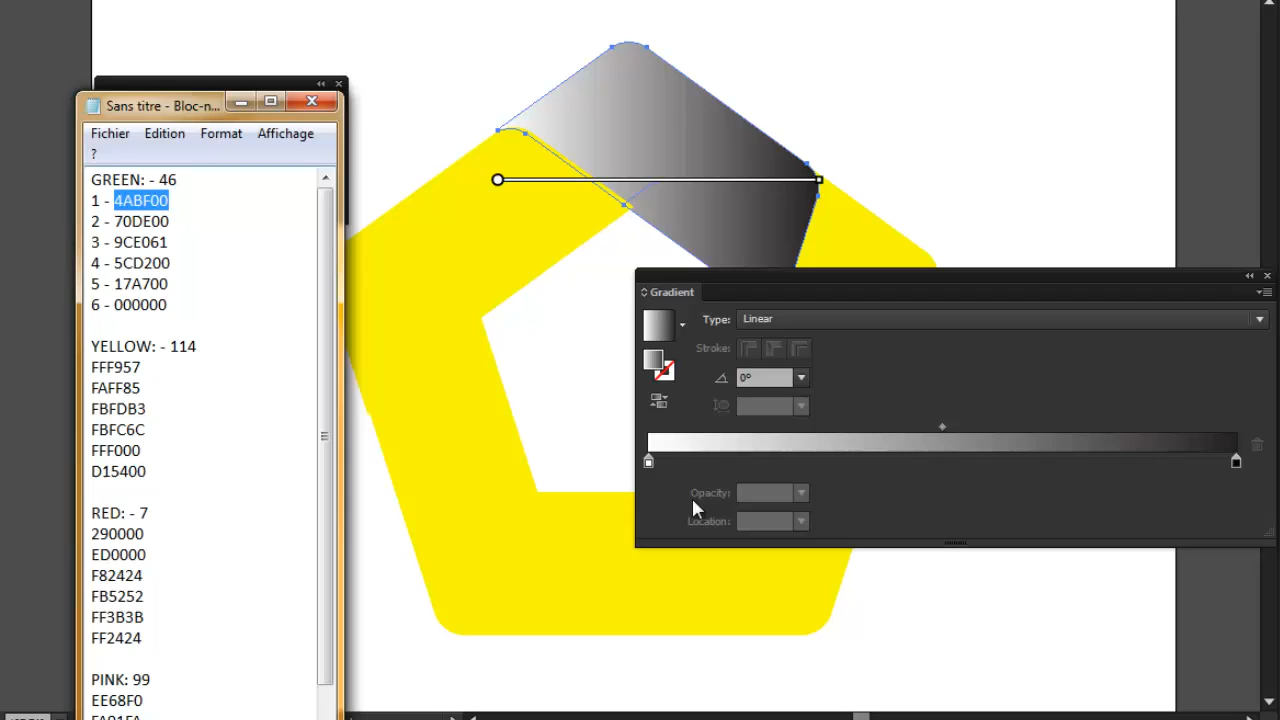 Sans titre - Bloc-n...
Fichier Edition Format Affichage
?
GREEN: - 46
1 - 4ABF00
2 - 70DE00
3 - 9CE061
4 - 5CD200
5 - 17A700
6 - 000000
YELLOW: - 114
FFF957
FAFF85
FBFDB3
FBFC6C
FFF000
D15400
RED: - 7
290000
ED0000
F82424
FB5252
FF3B3B
FF2424
PINK: 99
EE68F0
Gradient
Type: Linear
Stroke:
0°
Opacity:
Location: